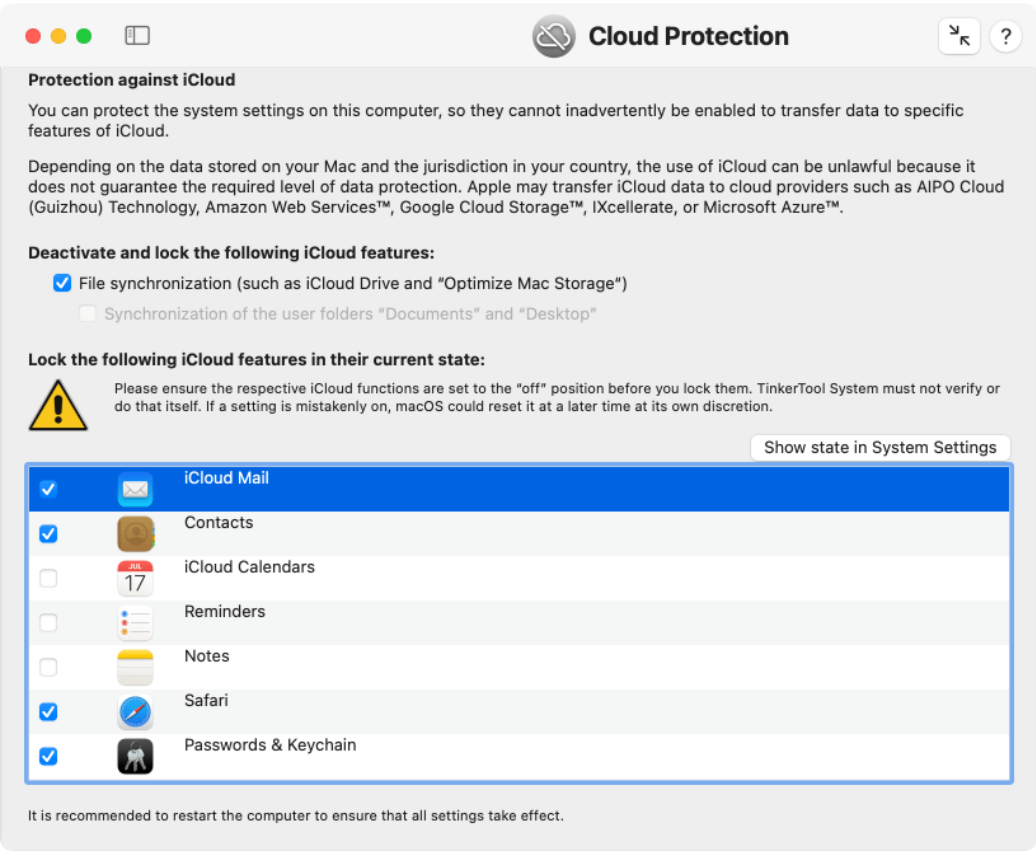 Cloud Protection
?
Protection against iCloud
You can protect the system settings on this computer, so they cannot inadvertently be enabled to transfer data to specific
features of iCloud.
Depending on the data stored on your Mac and the jurisdiction in your country, the use of iCloud can be unlawful because it
does not guarantee the required level of data protection. Apple may transfer iCloud data to cloud providers such as AIPO Cloud
(Guizhou) Technology, Amazon Web Services™, Google Cloud Storage™, IXcellerate, or Microsoft Azure™.
Deactivate and lock the following iCloud features:
File synchronization (such as iCloud Drive and “Optimize Mac Storage”)
Synchronization of the user folders “Documents” and “Desktop”
Lock the following iCloud features in their current state:
Please ensure the respective iCloud functions are set to the “off” position before you lock them. TinkerTool System must not verify or
do that itself. If a setting is mistakenly on, macOS could reset it at a later time at its own discretion.
Show state in System Settings
iCloud Mail
Contacts
iCloud Calendars
JUL
17
Reminders
Notes
Safari
Passwords & Keychain
It is recommended to restart the computer to ensure that all settings take effect.